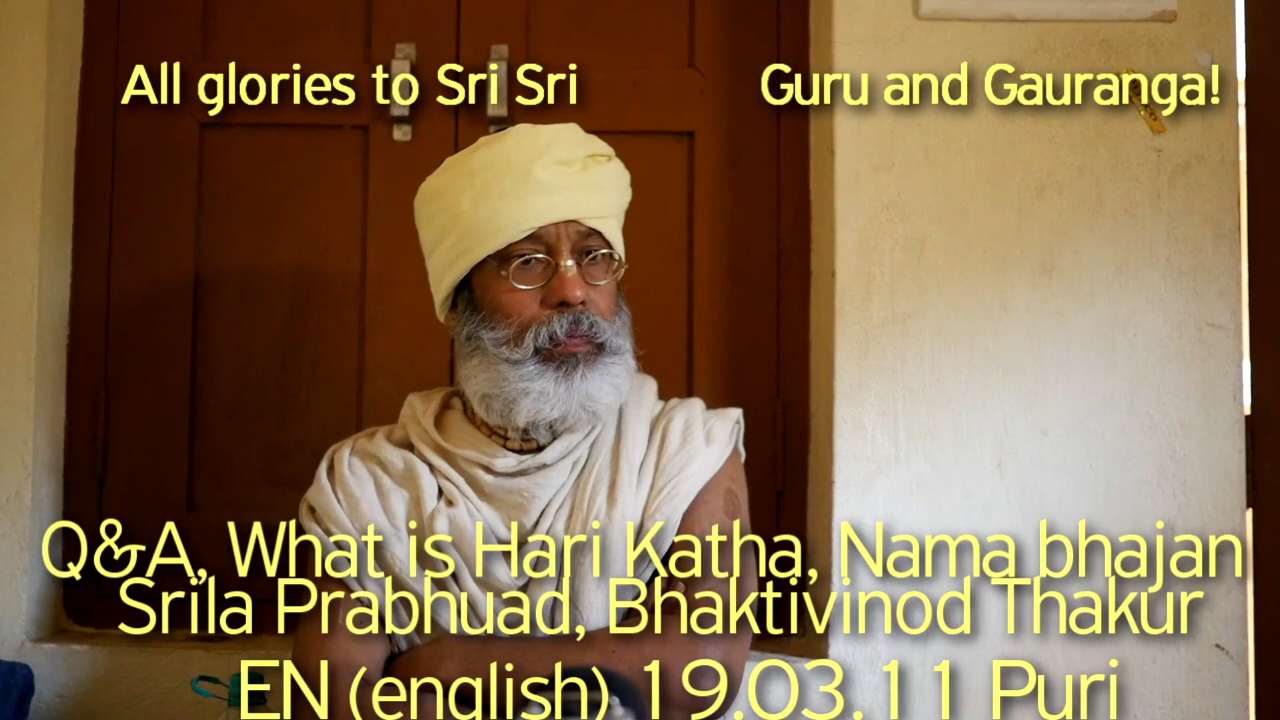 All glories to Sri Sri Guru and Gauranga!
Q&A, What is Hari Katha, Nama bhajan
Srila Prabhuad, Bhaktivinod Thakur
EN (english) 19.03.11 Puri